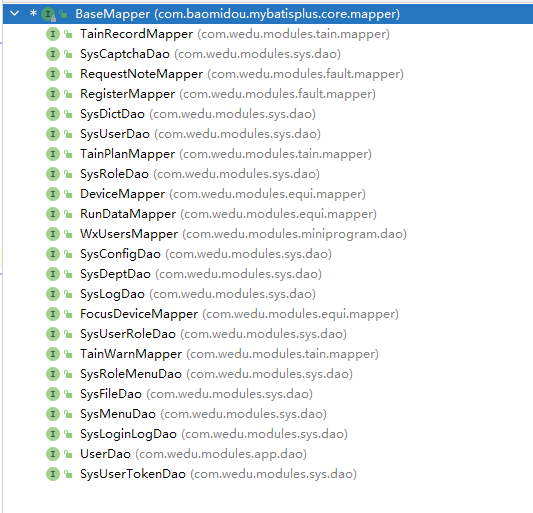 * BaseMapper (com.baomidou.mybatisplus.core.mapper)
TainRecordMapper (com.wedu.modules.tain.mapper)
SysCaptchaDao (com.wedu.modules.sys.dao)
RequestNoteMapper (com.wedu.modules.fault.mapper)
RegisterMapper (com.wedu.modules.fault.mapper)
SysDictDao (com.wedu.modules.sys.dao)
SysUserDao (com.wedu.modules.sys.dao)
TainPlanMapper (com.wedu.modules.tain.mapper)
SysRoleDao (com.wedu.modules.sys.dao)
DeviceMapper (com.wedu.modules.equi.mapper)
RunDataMapper (com.wedu.modules.equi.mapper)
WxUsersMapper (com.wedu.modules.miniprogram.dao)
SysConfigDao (com.wedu.modules.sys.dao)
SysDeptDao (com.wedu.modules.sys.dao)
SysLogDao (com.wedu.modules.sys.dao)
FocusDeviceMapper (com.wedu.modules.equi.mapper)
SysUserRoleDao (com.wedu.modules.sys.dao)
TainWarnMapper (com.wedu.modules.tain.mapper)
SysRoleMenuDao (com.wedu.modules.sys.dao)
SysFileDao (com.wedu.modules.sys.dao)
SysMenuDao (com.wedu.modules.sys.dao)
SysLoginLogDao (com.wedu.modules.sys.dao)
UserDao (com.wedu.modules.app.dao)
SysUserTokenDao (com.wedu.modules.sys.dao)